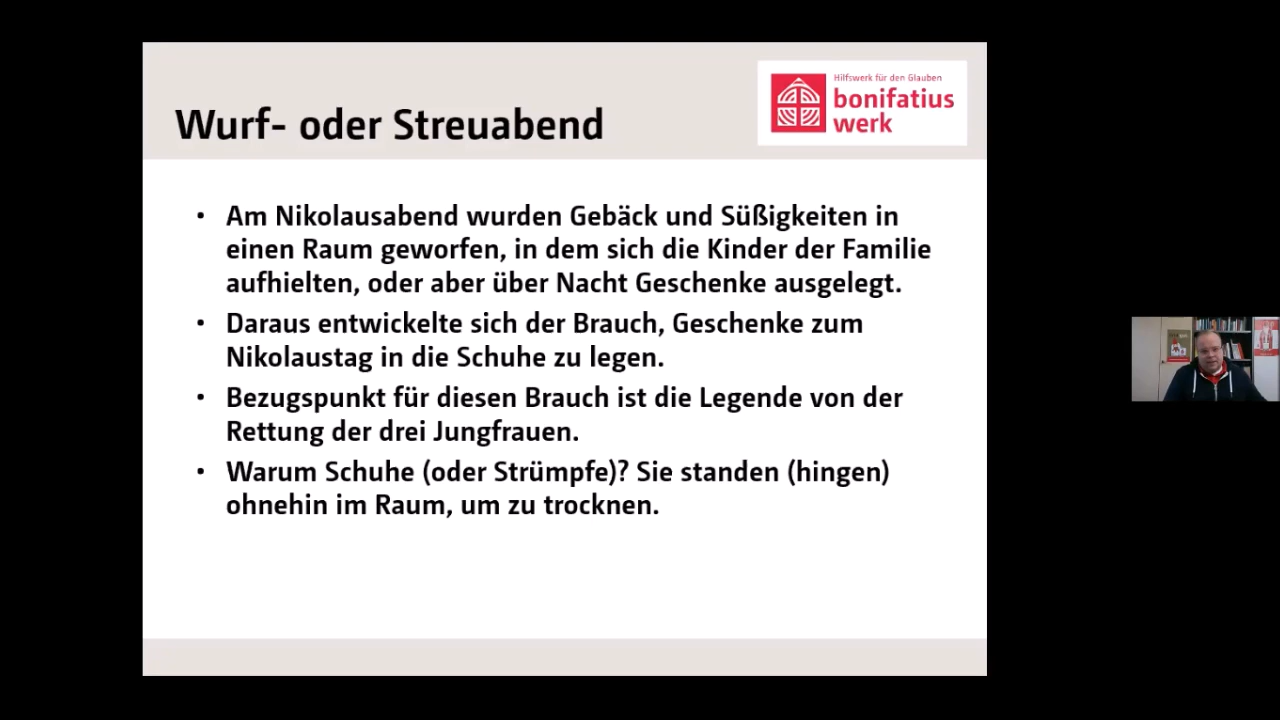 Hilfswerk für den Glauben
bonifatius
werk
Wurf- oder Streuabend
• Am Nikolausabend wurden Gebäck und Süßigkeiten in
einen Raum geworfen, in dem sich die Kinder der Familie
aufhielten, oder aber über Nacht Geschenke ausgelegt.
• Daraus entwickelte sich der Brauch, Geschenke zum
Nikolaustag in die Schuhe zu legen.
• Bezugspunkt für diesen Brauch ist die Legende von der
Rettung der drei Jungfrauen.
• Warum Schuhe (oder Strümpfe)? Sie standen (hingen)
ohnehin im Raum, um zu trocknen.